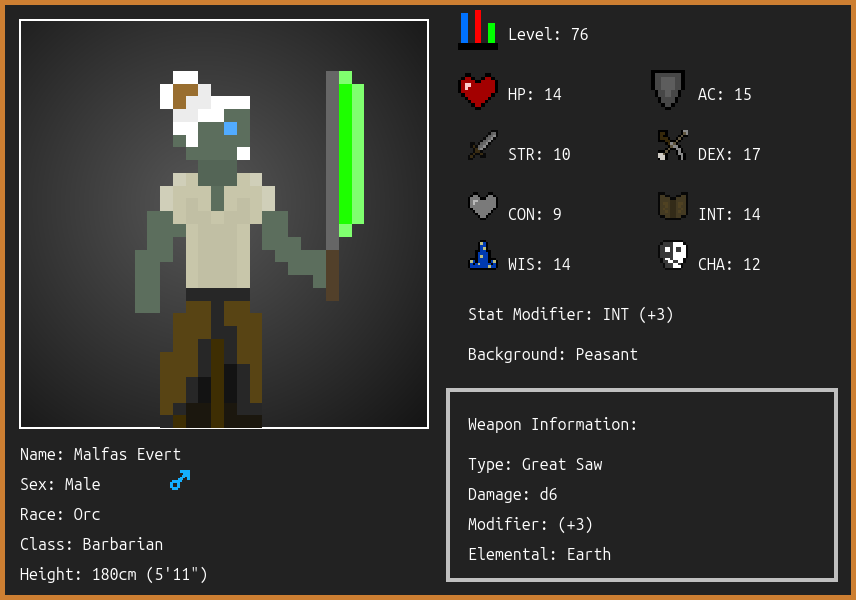 Level: 76
HP: 14
AC: 15
STR: 10
DEX: 17
CON: 9
INT: 14
WIS: 14
CHA: 12
Stat Modifier: INT (+3)
Background: Peasant
Weapon Information:
Type: Great Saw
Damage: d6
Modifier: (+3)
Elemental: Earth
Name: Malfas Evert
Sex: Male
Race: Orc
Class: Barbarian
Height: 180cm (5'11")